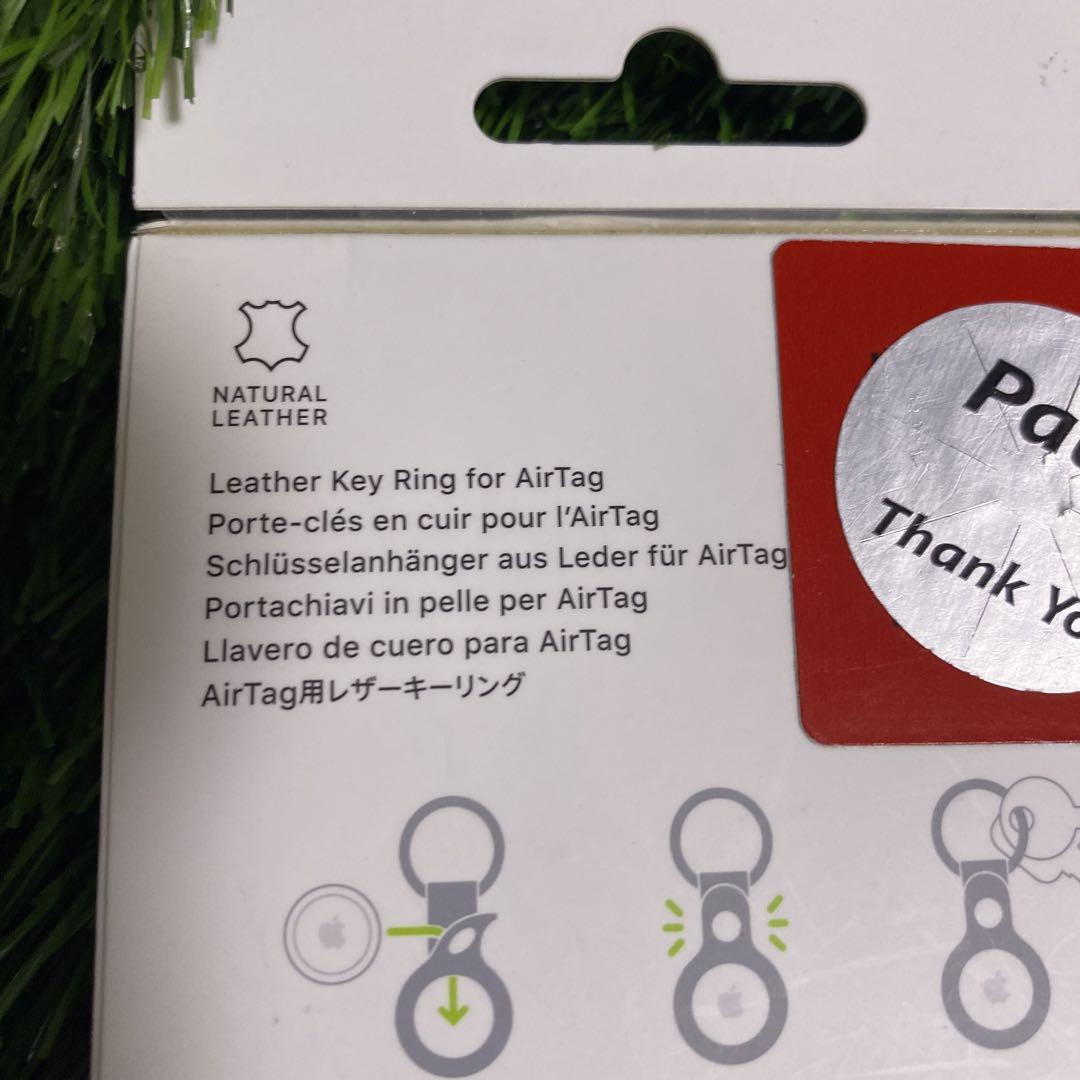 NATURAL
LEATHER
Leather Key Ring for AirTag
Porte-clés en cuir pour l’AirTag
Schlüsselanhänger aus Leder für AirTag
Portachiavi in pelle per AirTag
Llavero de cuero para AirTag
AirTag用レザーキーリング
Thank